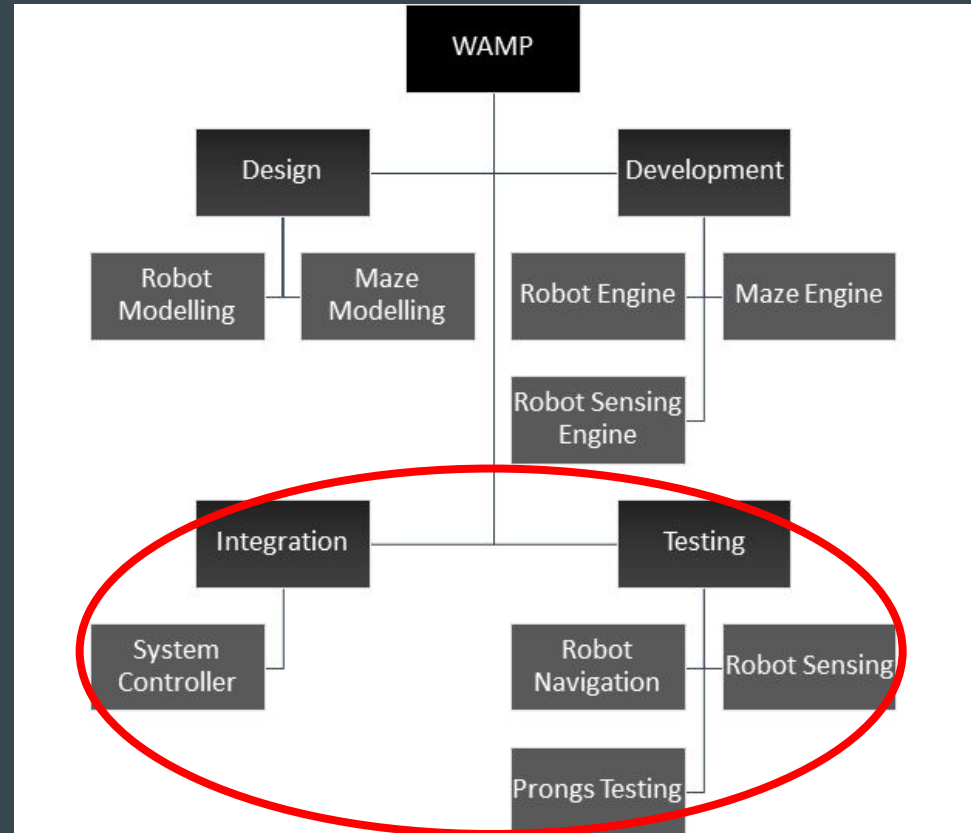 WAMP
Design
Development
Robot
Modelling
Maze
Modelling
Robot Engine
Maze Engine
Robot Sensing
Engine
Integration
Testing
System
Controller
Robot
Navigation
Robot Sensing
Prongs Testing